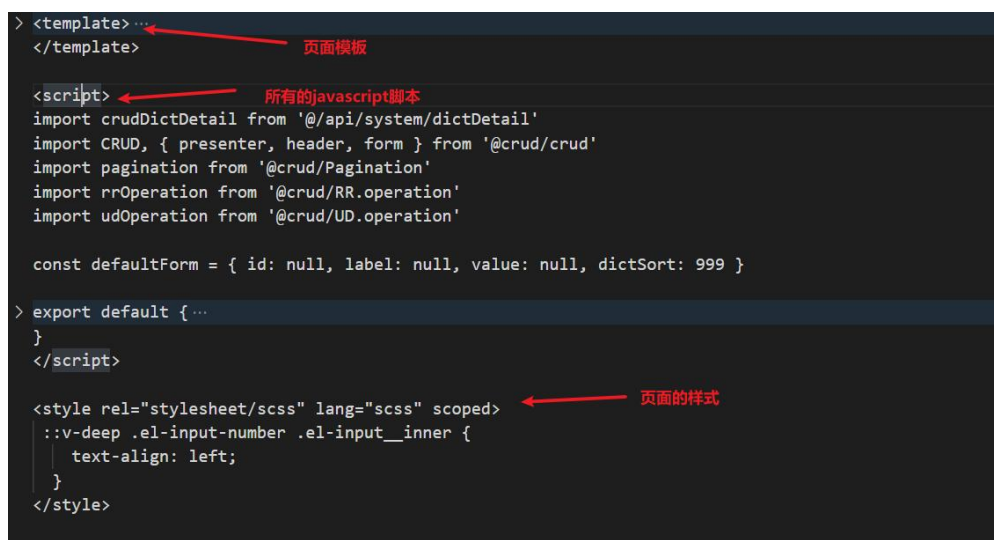 <template>…
页面模板
</template>
<script>
所有的javascript脚本
import crudDictDetail from '@/api/system/dictDetail'
import CRUD, { presenter, header, form } from '@crud/crud'
import pagination from '@crud/Pagination'
import rrOperation from '@crud/RR.operation'
import udOperation from '@crud/UD.operation'
const defaultForm = { id: null, label: null, value: null, dictSort: 999 }
export default {…
}
</script>
页面的样式
<style rel="stylesheet/scss" lang="scss" scoped>
::v-deep .el-input-number .el-input__inner {
text-align: left;
}
</style>